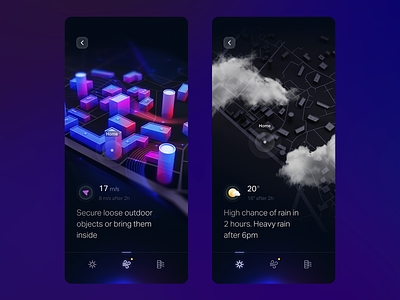 Home
17 m/s
6 m/s after 2h
Secure loose outdoor
objects or bring them
inside
Home
20°
18° after 2h
High chance of rain in
2 hours. Heavy rain
after 6pm